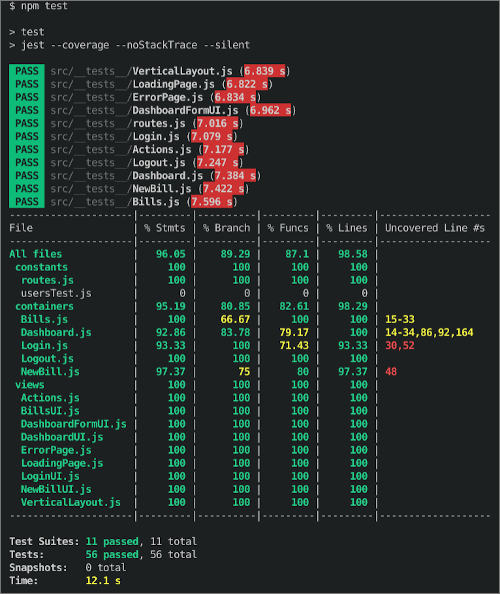 $ npm test
> test
> jest --coverage --noStackTrace --silent
PASS src/__tests__/VerticalLayout.js (6.839 s)
PASS src/__tests__/LoadingPage.js (6.822 s)
PASS src/__tests__/ErrorPage.js (6.834 s)
PASS src/__tests__/DashboardFormUI.js (6.962 s)
PASS src/__tests__/routes.js (7.016 s)
PASS src/__tests__/Login.js (7.079 s)
PASS src/__tests__/Actions.js (7.177 s)
PASS src/__tests__/Logout.js (7.247 s)
PASS src/__tests__/Dashboard.js (7.384 s)
PASS src/__tests__/NewBill.js (7.422 s)
PASS src/__tests__/Bills.js (7.596 s)
--------------------|---------|----------|---------|---------|-------------------
File | % Stmts | % Branch | % Funcs | % Lines | Uncovered Line #s
--------------------|---------|----------|---------|---------|-------------------
All files | 96.05 | 89.29 | 87.1 | 98.58 |
constants | 100 | 100 | 100 | 100 |
routes.js | 100 | 100 | 100 | 100 |
usersTest.js | 0 | 0 | 0 | 0 |
containers | 95.19 | 80.85 | 82.61 | 98.29 |
Bills.js | 100 | 66.67 | 100 | 100 | 15-33
Dashboard.js | 92.86 | 83.78 | 79.17 | 100 | 14-34,86,92,164
Login.js | 93.33 | 100 | 71.43 | 93.33 | 30,52
Logout.js | 100 | 100 | 100 | 100 |
NewBill.js | 97.37 | 75 | 80 | 97.37 | 48
views | 100 | 100 | 100 | 100 |
Actions.js | 100 | 100 | 100 | 100 |
BillsUI.js | 100 | 100 | 100 | 100 |
DashboardFormUI.js | 100 | 100 | 100 | 100 |
DashboardUI.js | 100 | 100 | 100 | 100 |
ErrorPage.js | 100 | 100 | 100 | 100 |
LoadingPage.js | 100 | 100 | 100 | 100 |
LoginUI.js | 100 | 100 | 100 | 100 |
NewBillUI.js | 100 | 100 | 100 | 100 |
VerticalLayout.js | 100 | 100 | 100 | 100 |
--------------------|---------|----------|---------|---------|-------------------
Test Suites: 11 passed, 11 total
Tests: 56 passed, 56 total
Snapshots: 0 total
Time: 12.1 s